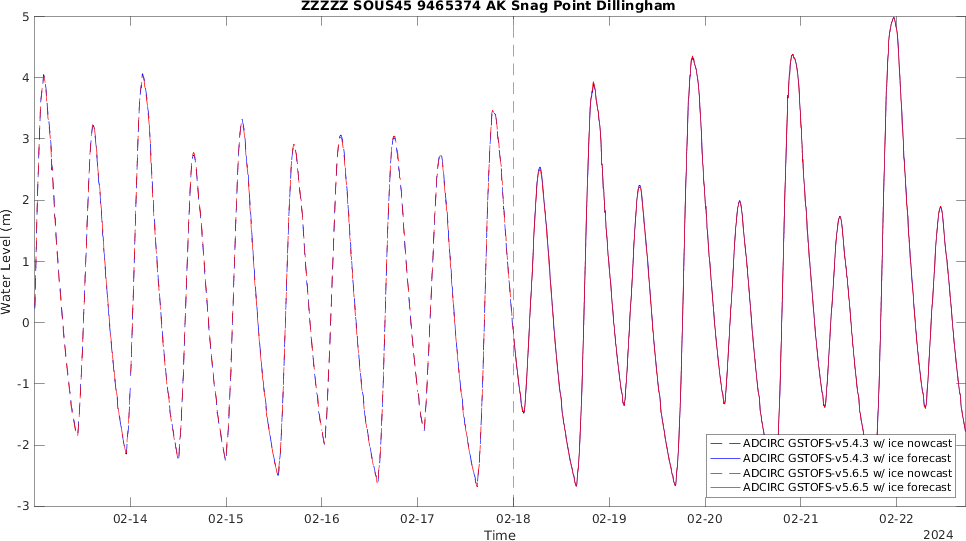 ZZZZZ SOUS45 9465374 AK Snag Point Dillingham
5
4
3
2
1
0
-1
-2
-3
Water Level (m)
ADCIRC GSTOFS-v5.4.3 w/ ice nowcast
ADCIRC GSTOFS-v5.4.3 w/ ice forecast
ADCIRC GSTOFS-v5.6.5 w/ ice nowcast
ADCIRC GSTOFS-v5.6.5 w/ ice forecast
02-14 02-15 02-16 02-17 02-18 02-19 02-20 02-21 02-22
Time
2024